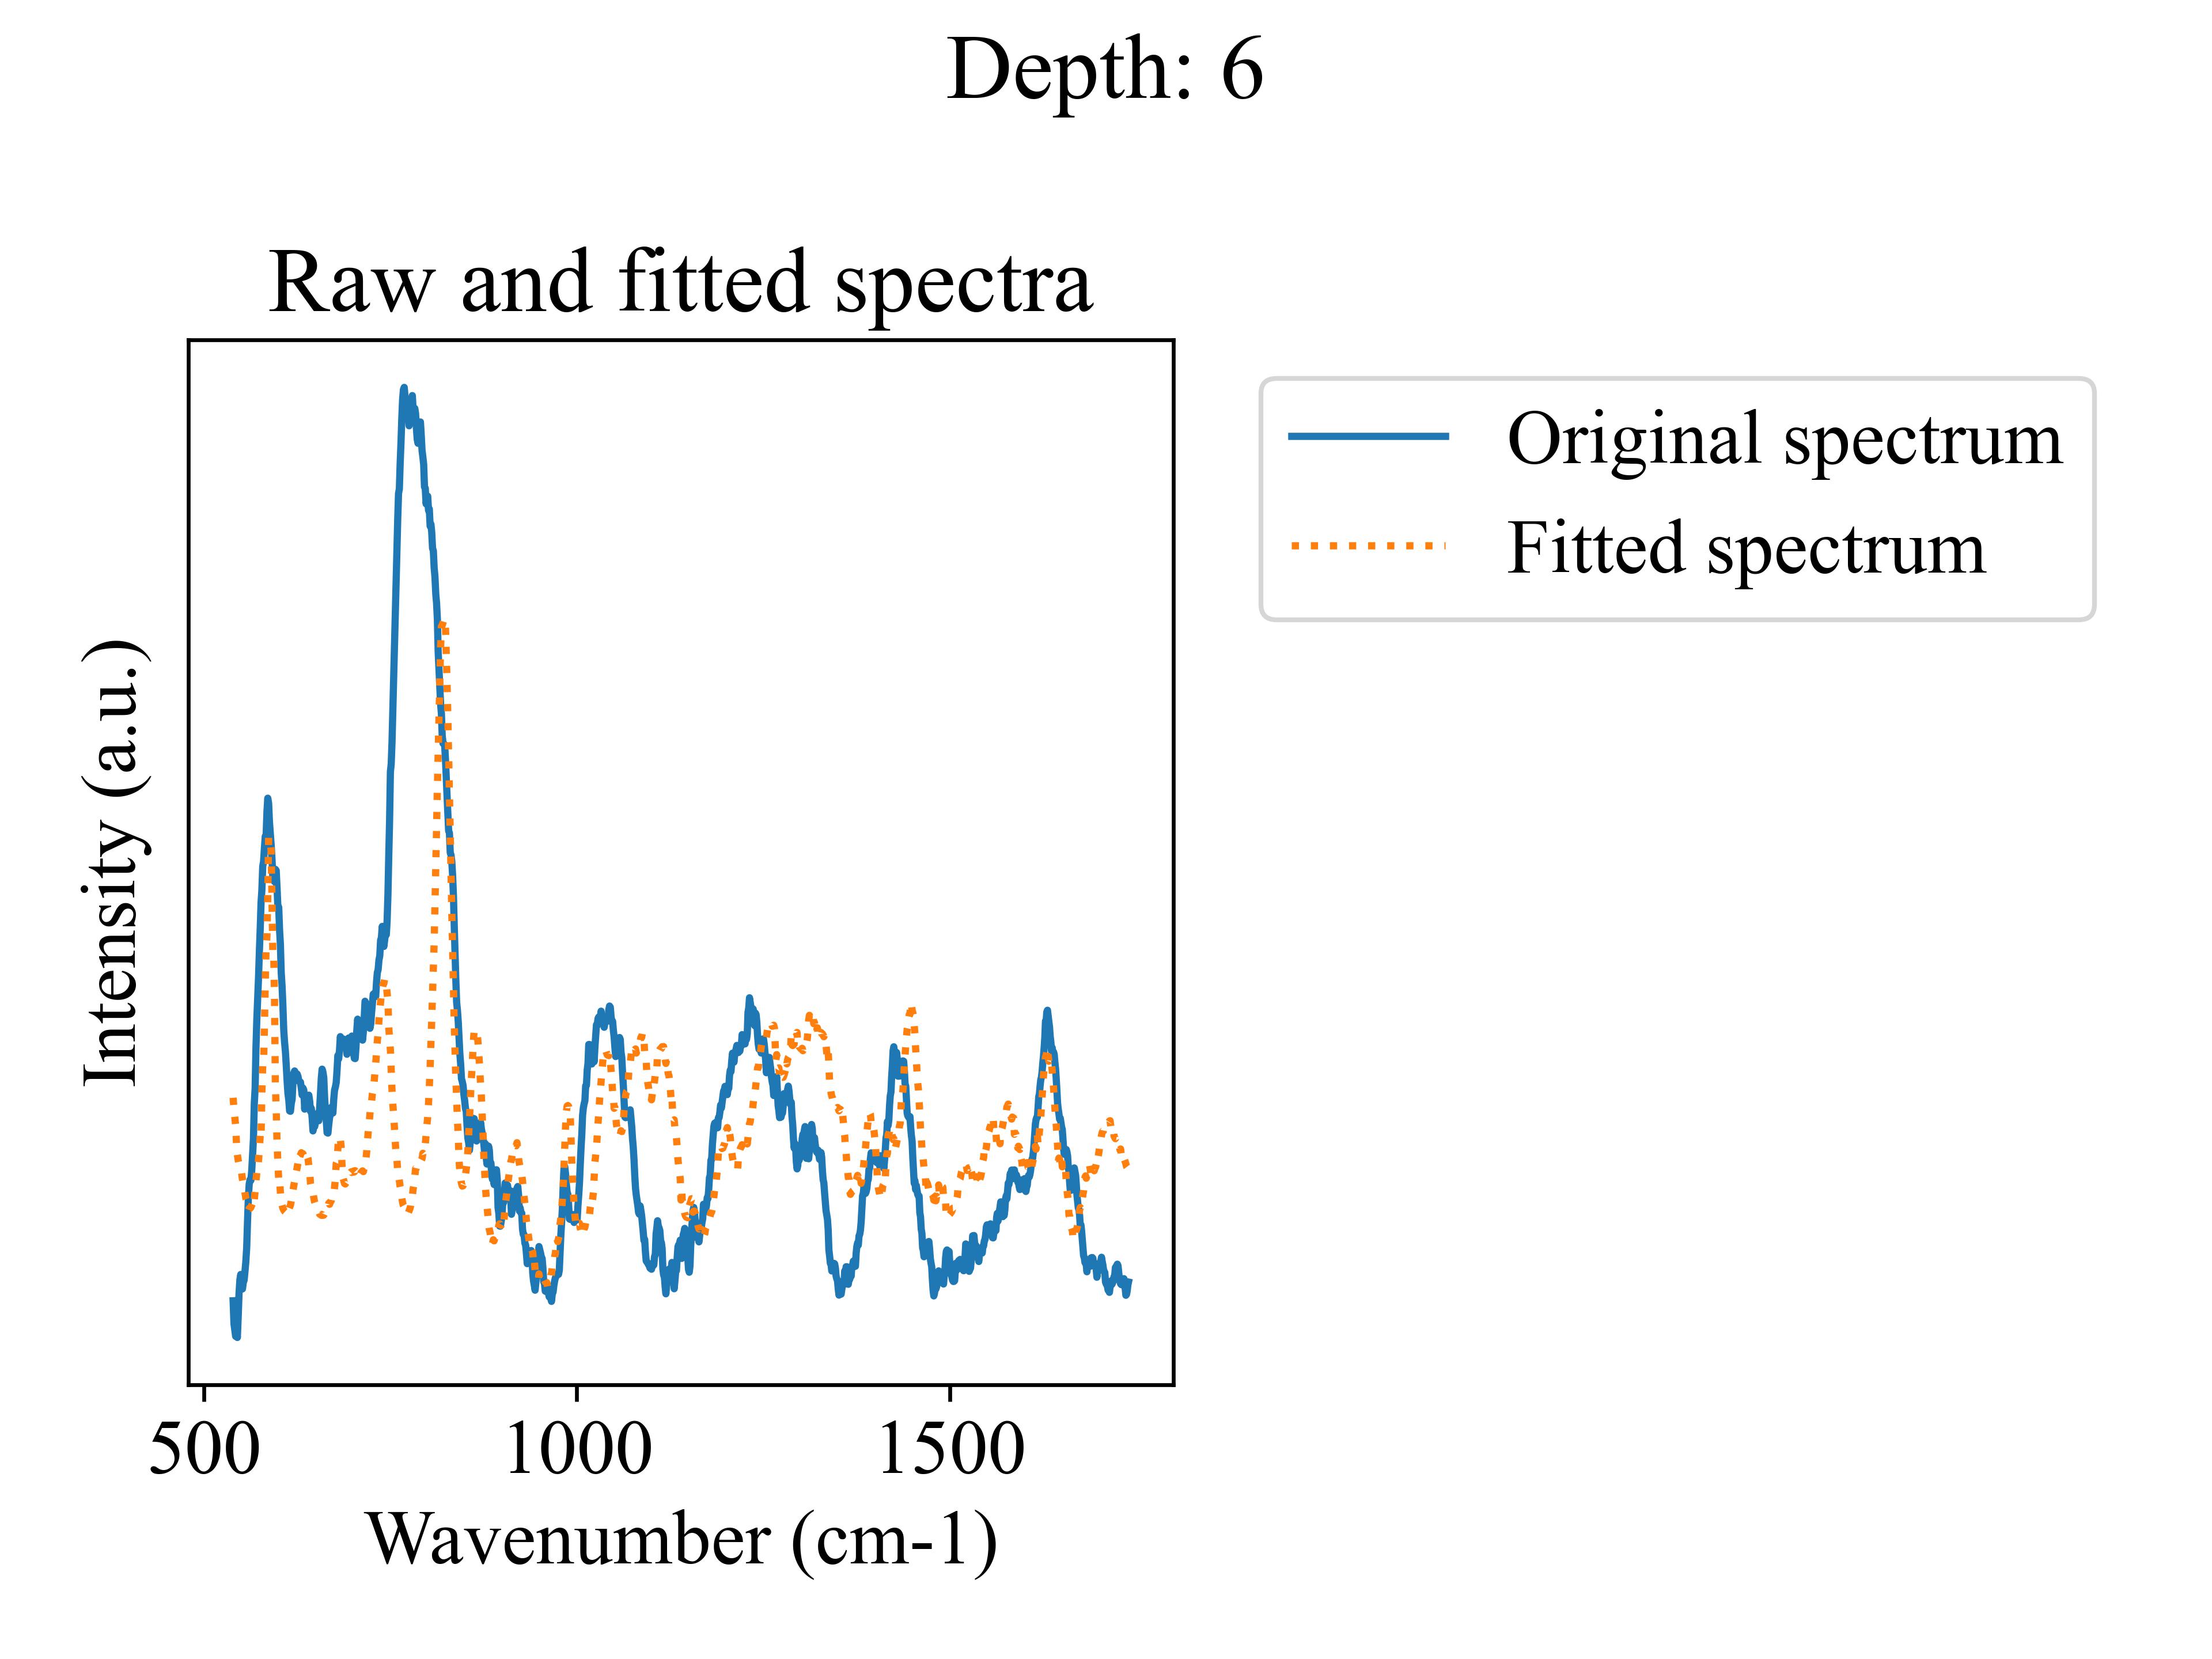 Depth: 6
Raw and fitted spectra
Original spectrum
Fitted spectrum
Intensity (a.u.)
500 1000 1500
Wavenumber (cm-1)